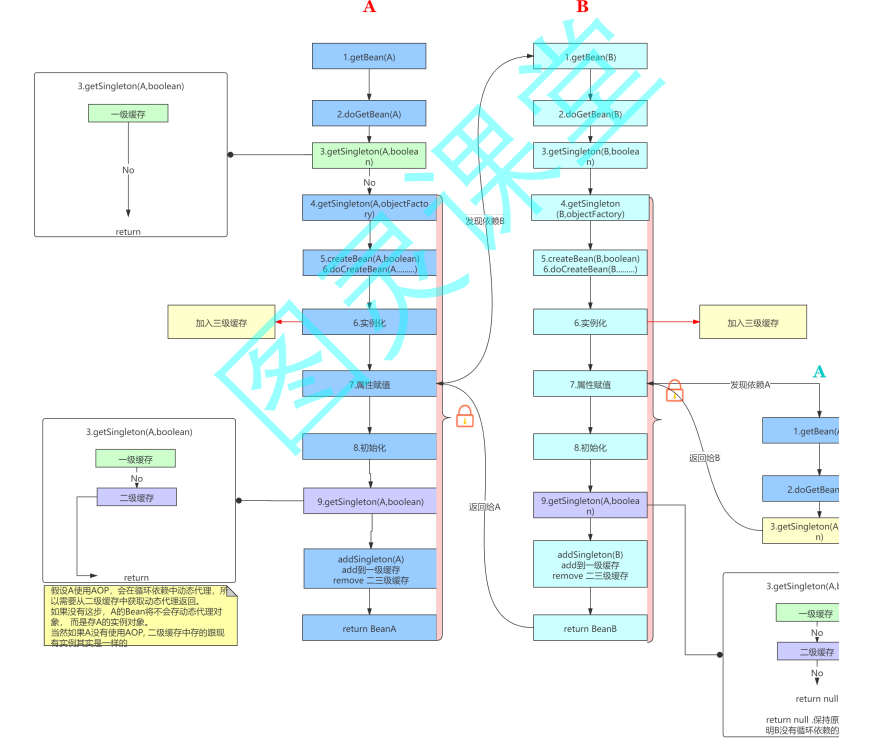 A
B
1.getBean(A)
2.doGetBean(A)
3.getSingleton(A,boolea
n)
No
4.getSingleton(A,objectFacto
ry)
5.createBean(A,boolean)
6.doCreateBean(A.........)
6.实例化
加入三级缓存
7.属性赋值
8.初始化
9.getSingleton(A,boolean)
addSingleton(A)
add到一级缓存
remove 二三级缓存
return BeanA
3.getSingleton(A,boolean)
一级缓存
No
return
3.getSingleton(A,boolean)
一级缓存
No
二级缓存
return
假设A使用AOP，会在循环依赖中动态代理，所
以需要从二级缓存中获取动态代理返回。
如果没有这步，A的Bean将不会存动态代理对
象， 而是存A的实例对象。
当然如果A没有使用AOP, 二级缓存中存的跟现
有实例其实是一样的
发现依赖B
返回给A
1.getBean(B)
2.doGetBean(B)
3.getSingleton(B,boolea
n)
4.getSingleton
(B,objectFactory)
5.createBean(B,boolean)
6.doCreateBean(B.........)
6.实例化
加入三级缓存
7.属性赋值
8.初始化
9.getSingleton(A,boolea
n)
addSingleton(B)
add到一级缓存
remove 二三级缓存
return BeanB
发现依赖A
返回给B
A
1.getBean(A
2.doGetBean
3.getSingleton(A
n)
3.getSingleton(A,b
一级缓存
No
二级缓存
No
return null
return null .保持原
明B没有循环依赖的
图灵课堂